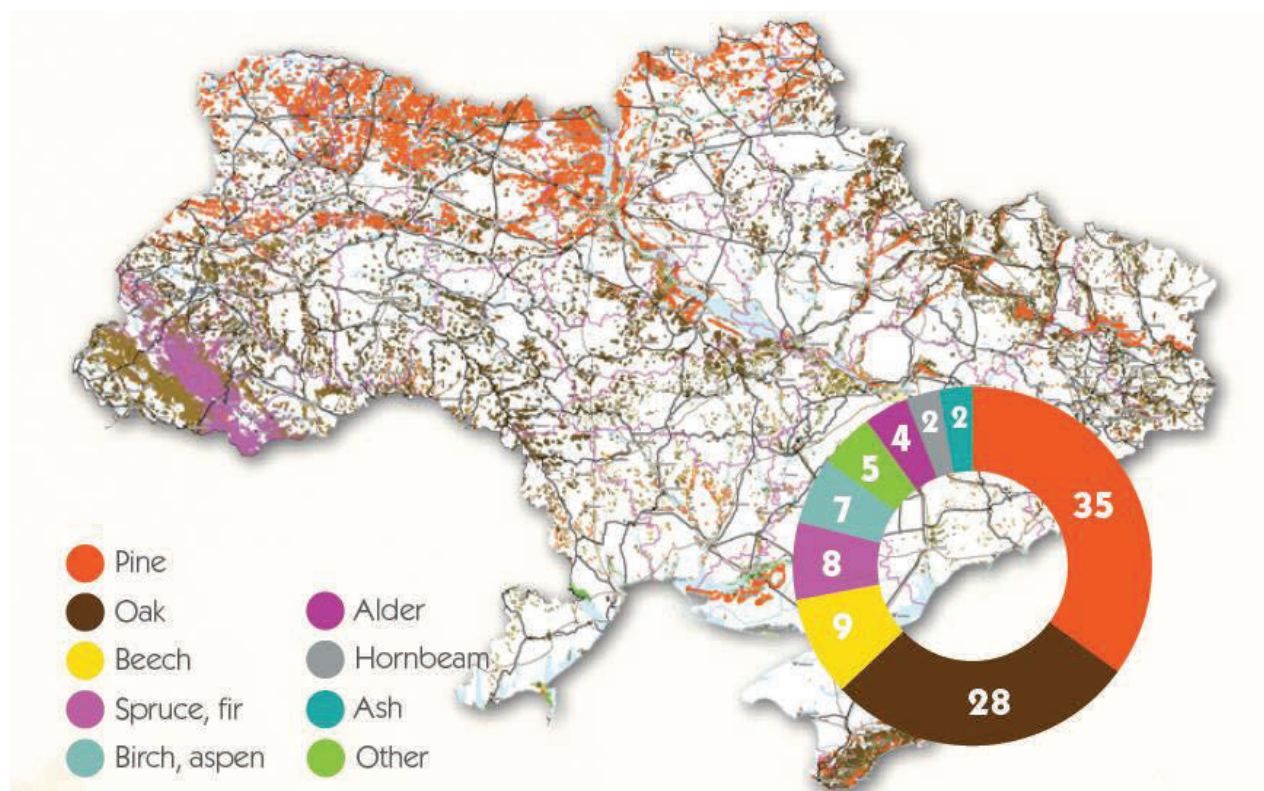 2
2
4
5
35
7
8
9
28
Pine
Oak
Beech
Spruce, fir
Birch, aspen
Alder
Hornbeam
Ash
Other